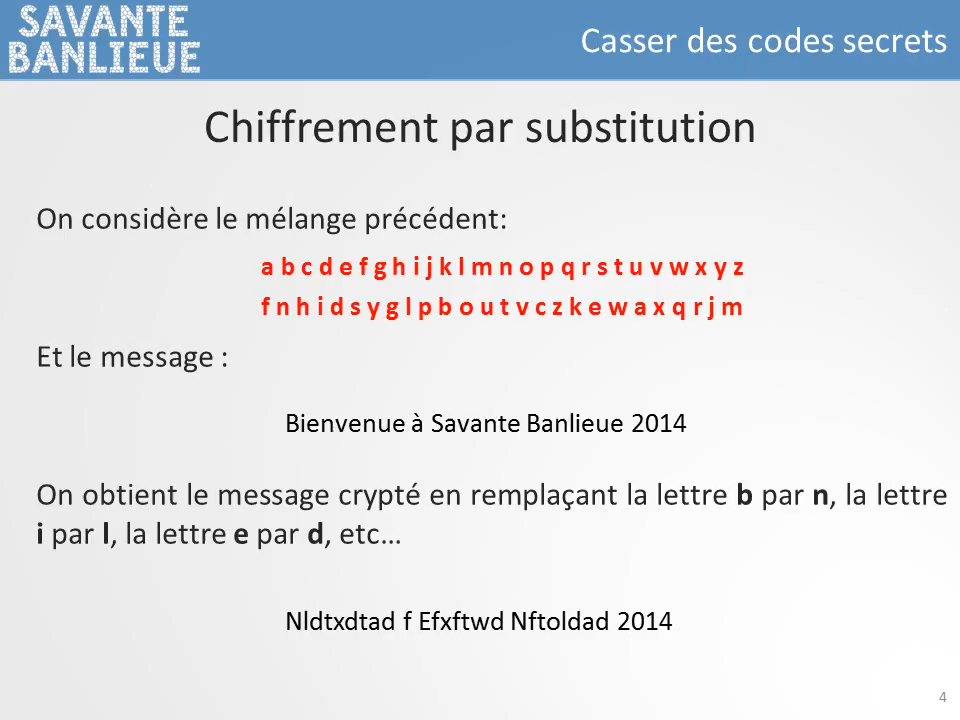 SAVANTE
BANLIEUE
Casser des codes secrets
Chiffrement par substitution
On considère le mélange précédent:
a b c d e f g h i j k l m n o p q r s t u v w x y z
f n h i d s y g l p b o u t v c z k e w a x q r j m
Et le message :
Bienvenue à Savante Banlieue 2014
On obtient le message crypté en remplaçant la lettre b par n, la lettre
i par l, la lettre e par d, etc…
Nldtxdtad f Efxftwd Nftoldad 2014
4